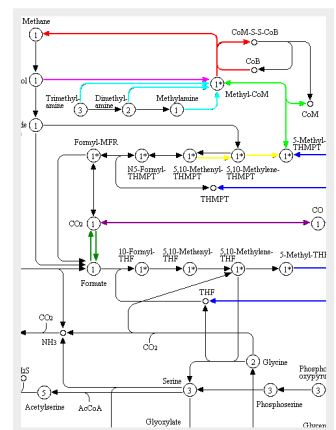 Methane
1
CoM-S-S-CoB
CoB
ol
1
1*
Methyl-CoM
CoM
Trimethyl-
amine
Dimethyl-
amine
Methylamine
3
2
1
1
Formyl-MFR
5-Methyl-
THMPT
1*
1*
1*
1*
1*
N5-Formyl-
THMPT
5,10-Methenyl-
THMPT
5,10-Methylene-
THMPT
THMPT
CO2
1
CO
1
10-Formyl-
THF
5,10-Methenyl-
THF
5,10-Methylene-
THF
5-Methyl-THF
1
1*
1*
1*
1*
Formate
THF
CO2
NH3
CO2
2
Glycine
Serine
5
3
3
3
Acetylserine
AcCoA
Phosphoserine
Glyoxylate